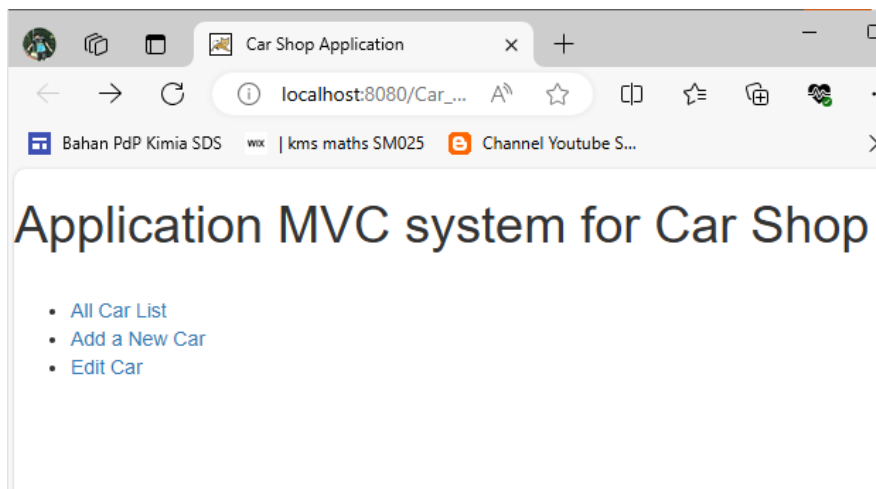 Car Shop Application
localhost:8080/Car_...
Bahan PdP Kimia SDS WIX | kms maths SM025 Channel Youtube S...
Application MVC system for Car Shop
All Car List
Add a New Car
Edit Car